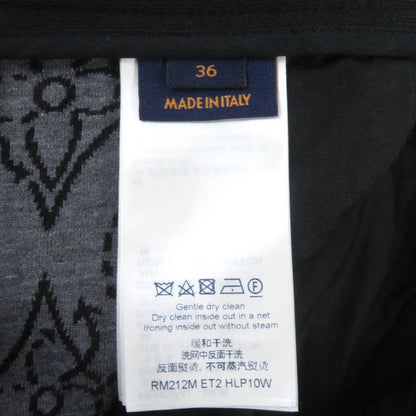 36
MADE IN ITALY
Gentle dry clean
Dry clean inside out in a net
Ironing inside out without steam
缓和干洗
洗网中反面干洗
反面熨烫、不可蒸汽熨烫
RM212M ET2 HLP10W